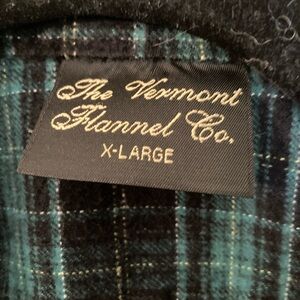 The Vermont
Flannel Co.
X-LARGE